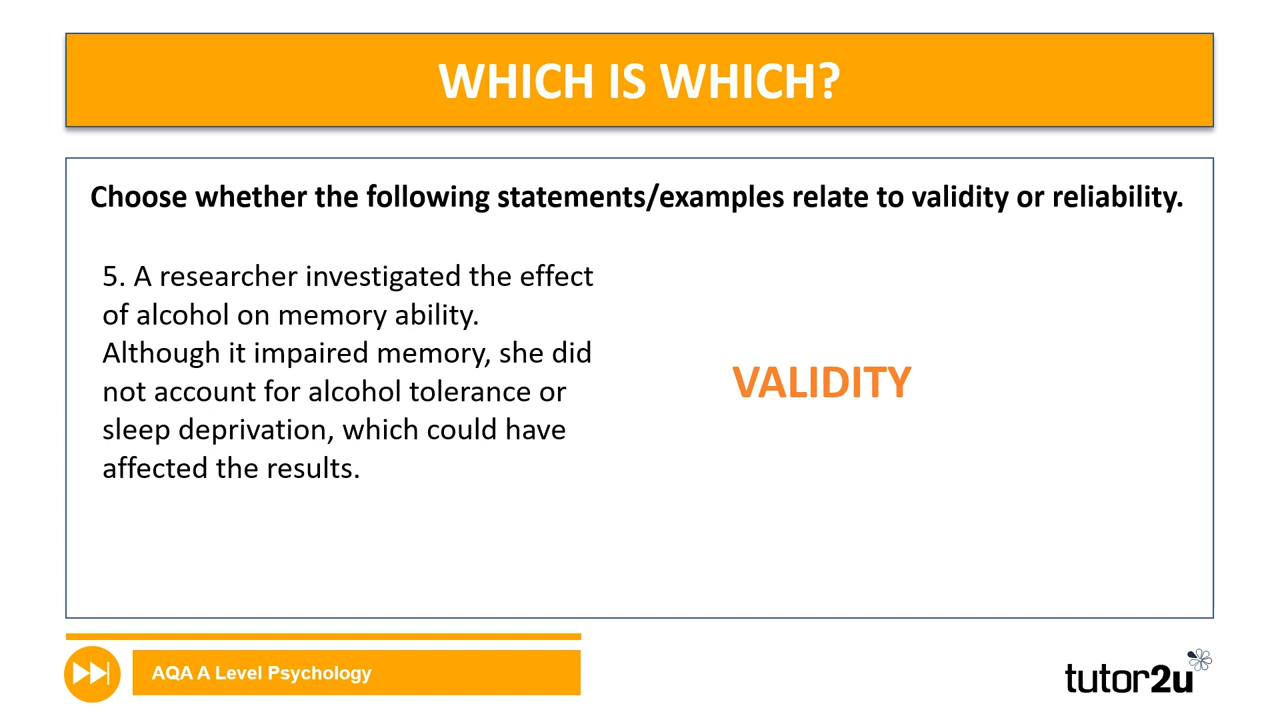 WHICH IS WHICH?
Choose whether the following statements/examples relate to validity or reliability.
5. A researcher investigated the effect
of alcohol on memory ability.
Although it impaired memory, she did
not account for alcohol tolerance or
sleep deprivation, which could have
affected the results.
VALIDITY
AQA A Level Psychology
tutor2u